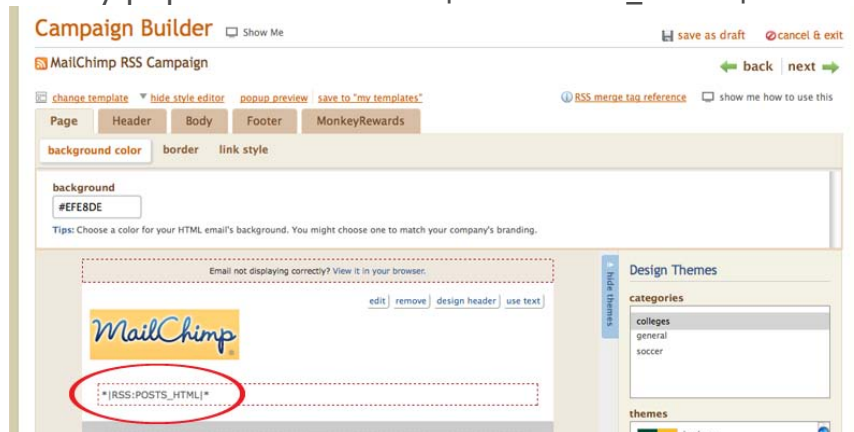 Campaign Builder Show Me
save as draft cancel & exit
MailChimp RSS Campaign
back next
change template hide style editor popup preview save to "my templates"
RSS merge tag reference show me how to use this
Page Header Body Footer MonkeyRewards
background color border link style
background
#EFE8DE
Tips: Choose a color for your HTML email's background. You might choose one to match your company's branding.
Email not displaying correctly? View it in your browser.
edit remove design header use text
MailChimp
*|RSS:POSTS_HTML|*
hide themes
Design Themes
categories
colleges
general
soccer
themes